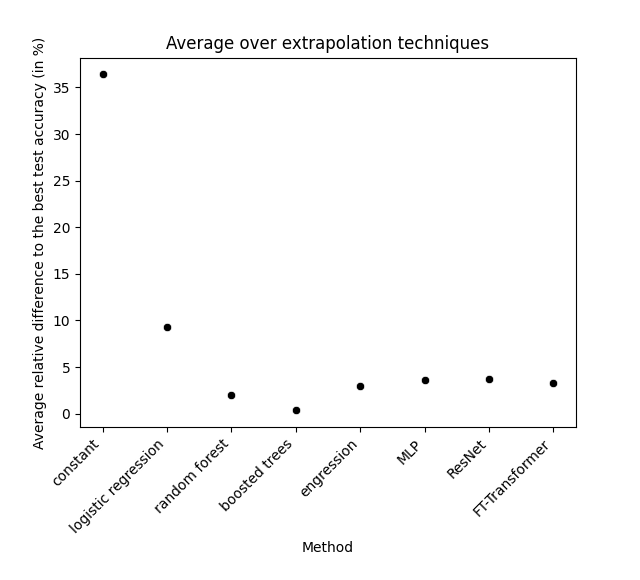 Average over extrapolation techniques
Average relative difference to the best test accuracy (in %)
35
30
25
20
15
10
5
0
constant
logistic regression
random forest
boosted trees
engression
MLP
ResNet
FT-Transformer
Method